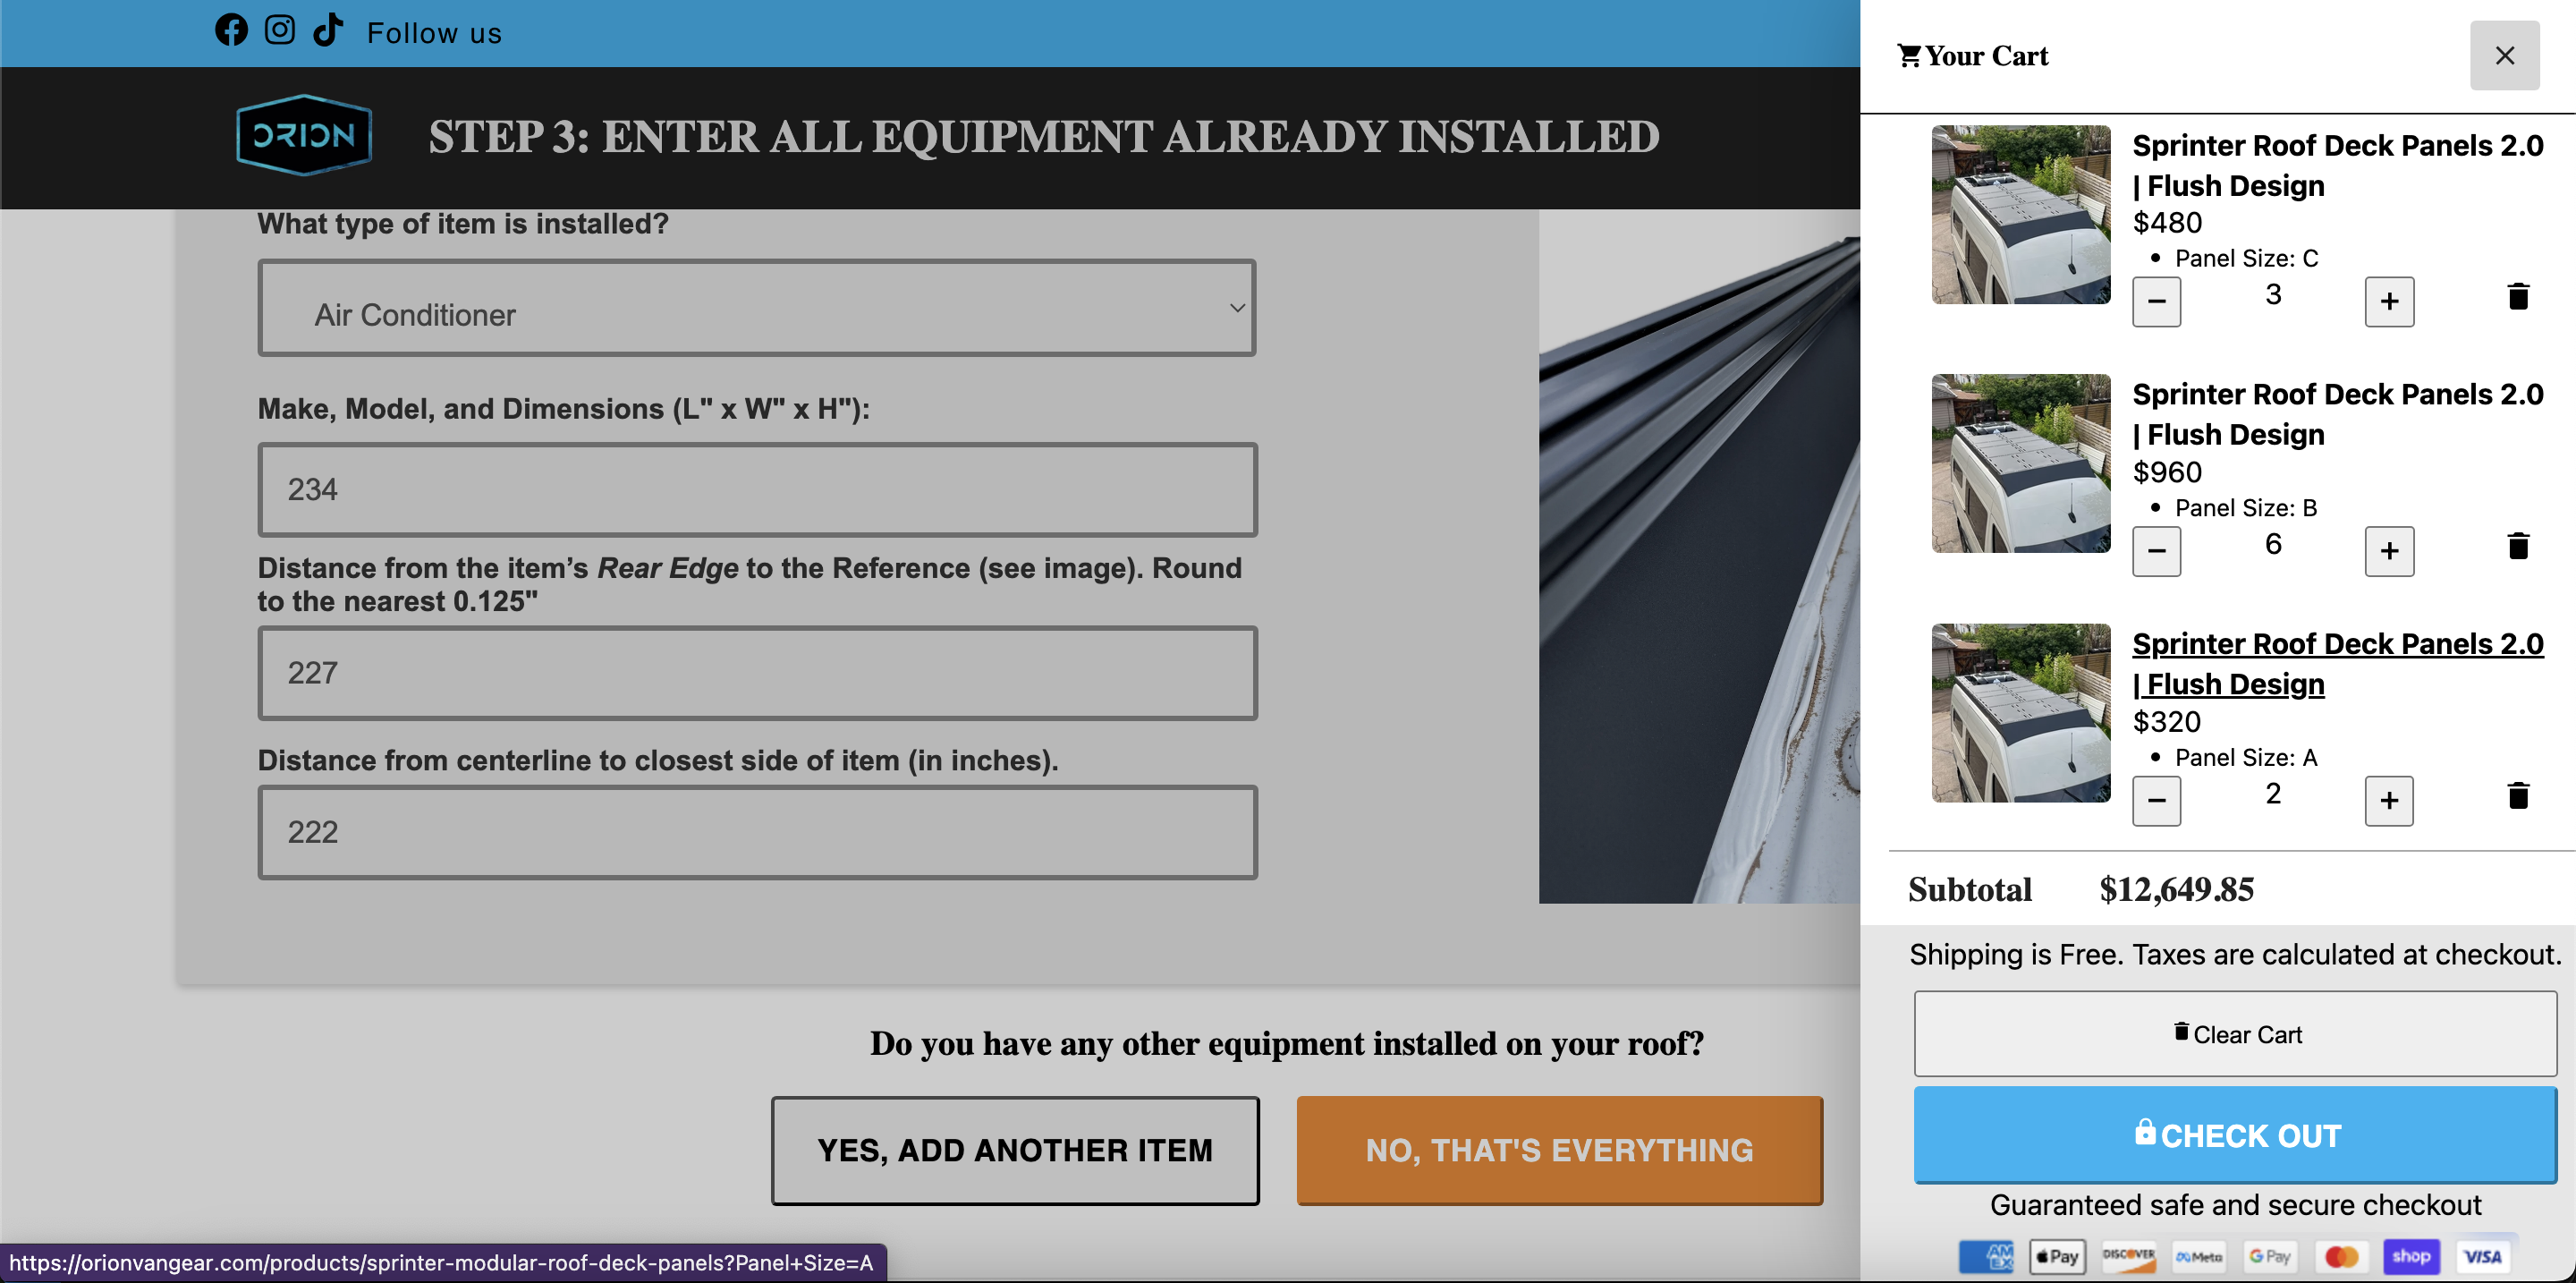 Follow us
ORION
STEP 3: ENTER ALL EQUIPMENT ALREADY INSTALLED
What type of item is installed?
Air Conditioner
Make, Model, and Dimensions (L" x W" x H"):
234
Distance from the item’s Rear Edge to the Reference (see image). Round
to the nearest 0.125"
227
Distance from centerline to closest side of item (in inches).
222
Do you have any other equipment installed on your roof?
YES, ADD ANOTHER ITEM
NO, THAT'S EVERYTHING
https://orionvangear.com/products/sprinter-modular-roof-deck-panels?Panel+Size=A
Your Cart
Sprinter Roof Deck Panels 2.0
| Flush Design
$480
• Panel Size: C
− 3 +
Sprinter Roof Deck Panels 2.0
| Flush Design
$960
• Panel Size: B
− 6 +
Sprinter Roof Deck Panels 2.0
| Flush Design
$320
• Panel Size: A
− 2 +
Subtotal $12,649.85
Shipping is Free. Taxes are calculated at checkout.
Clear Cart
CHECK OUT
Guaranteed safe and secure checkout
AMEX Pay DISCOVER Meta G Pay shop VISA